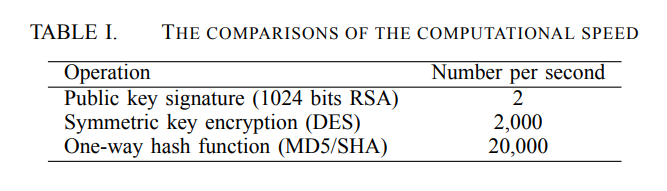 TABLE I. THE COMPARISONS OF THE COMPUTATIONAL SPEED
Operation Number per second
Public key signature (1024 bits RSA) 2
Symmetric key encryption (DES) 2,000
One-way hash function (MD5/SHA) 20,000